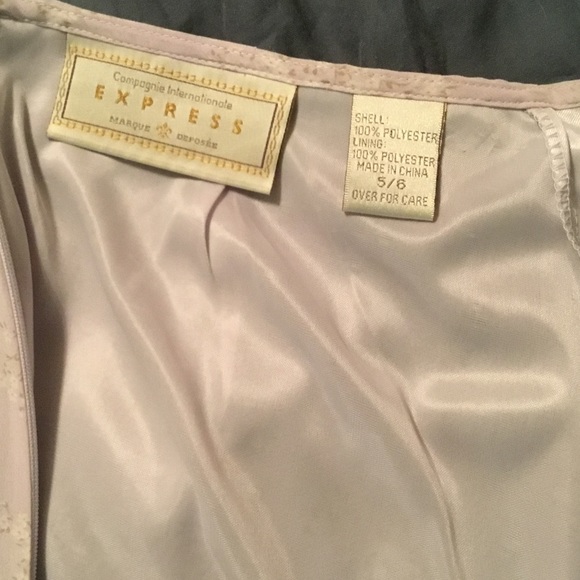 Compagnie Internationale
EXPRESS
MARQUE DEPOSÉE
SHELL:
100% POLYESTER
LINING:
100% POLYESTER
MADE IN CHINA
5/6
OVER FOR CARE